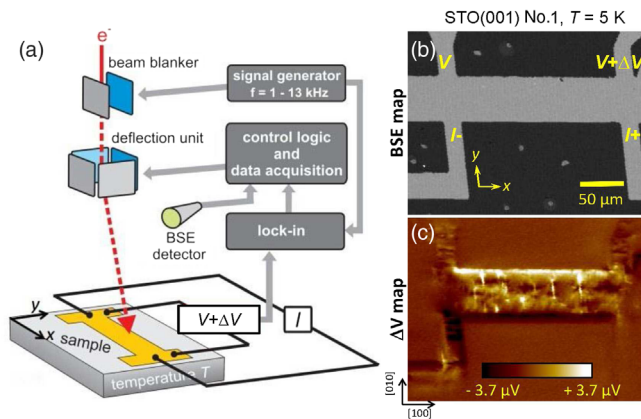 STO(001) No.1, T = 5 K
(a)
e-
beam blanker
signal generator
f = 1 - 13 kHz
deflection unit
control logic
and
data acquisition
BSE
detector
lock-in
V+ΔV
I
y
x
sample
temperature T
(b)
BSE map
V
V+ΔV
I-
I+
y
x
50 µm
(c)
ΔV map
- 3.7 µV
+ 3.7 µV
[010]
[100]